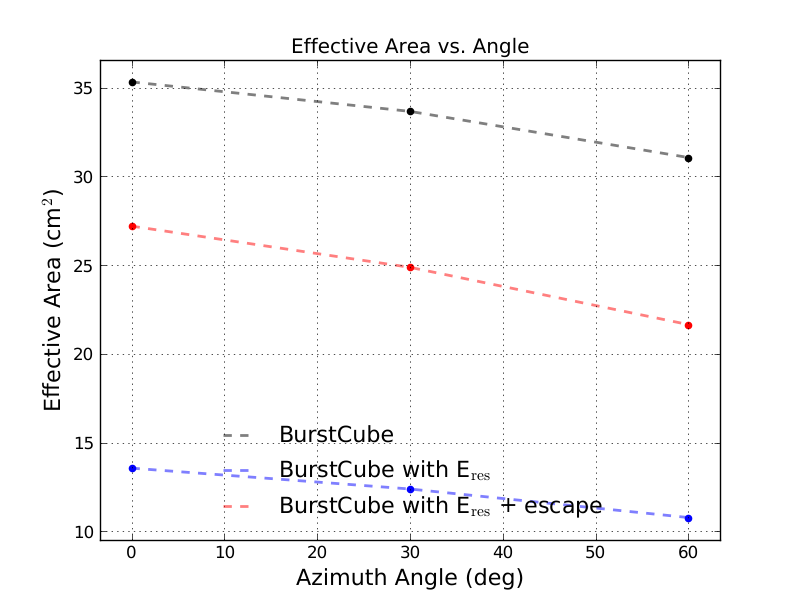 Effective Area vs. Angle
35
30
25
20
15
10
Effective Area (cm²)
BurstCube
BurstCube with E_res
BurstCube with E_res + escape
0 10 20 30 40 50 60
Azimuth Angle (deg)